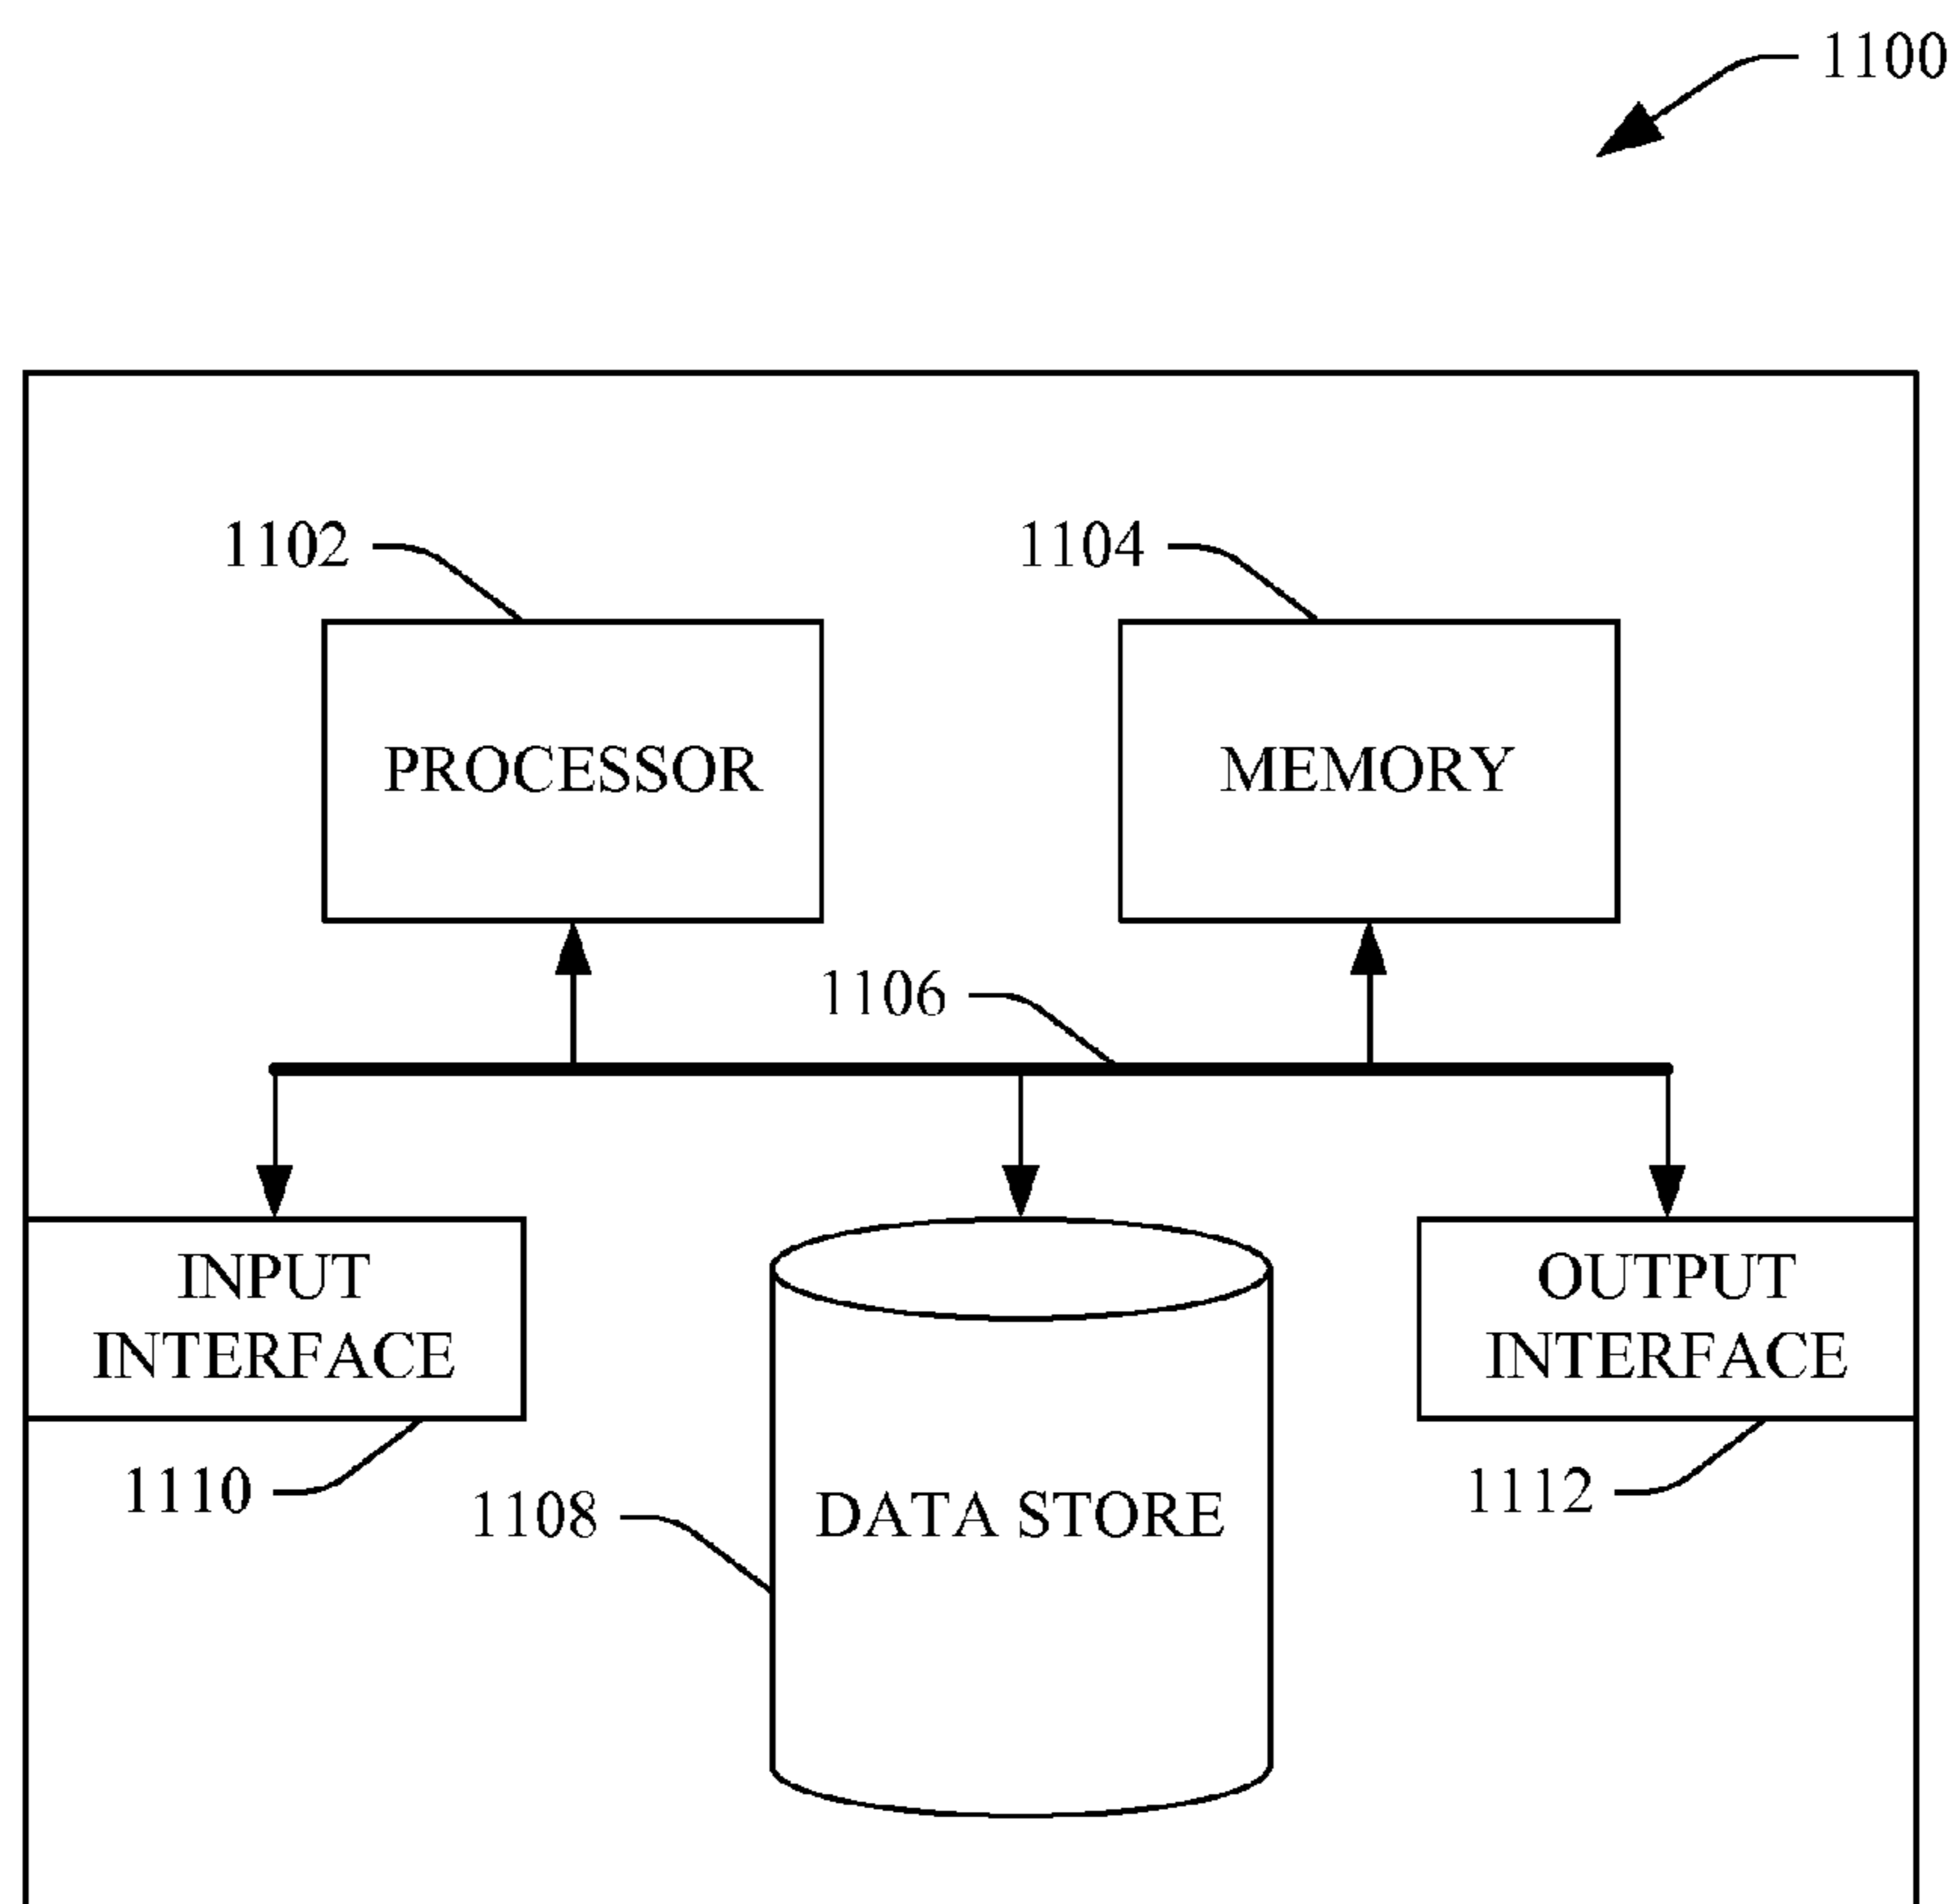 1100
1102
1104
PROCESSOR
MEMORY
1106
INPUT
INTERFACE
OUTPUT
INTERFACE
1110
1108
DATA STORE
1112